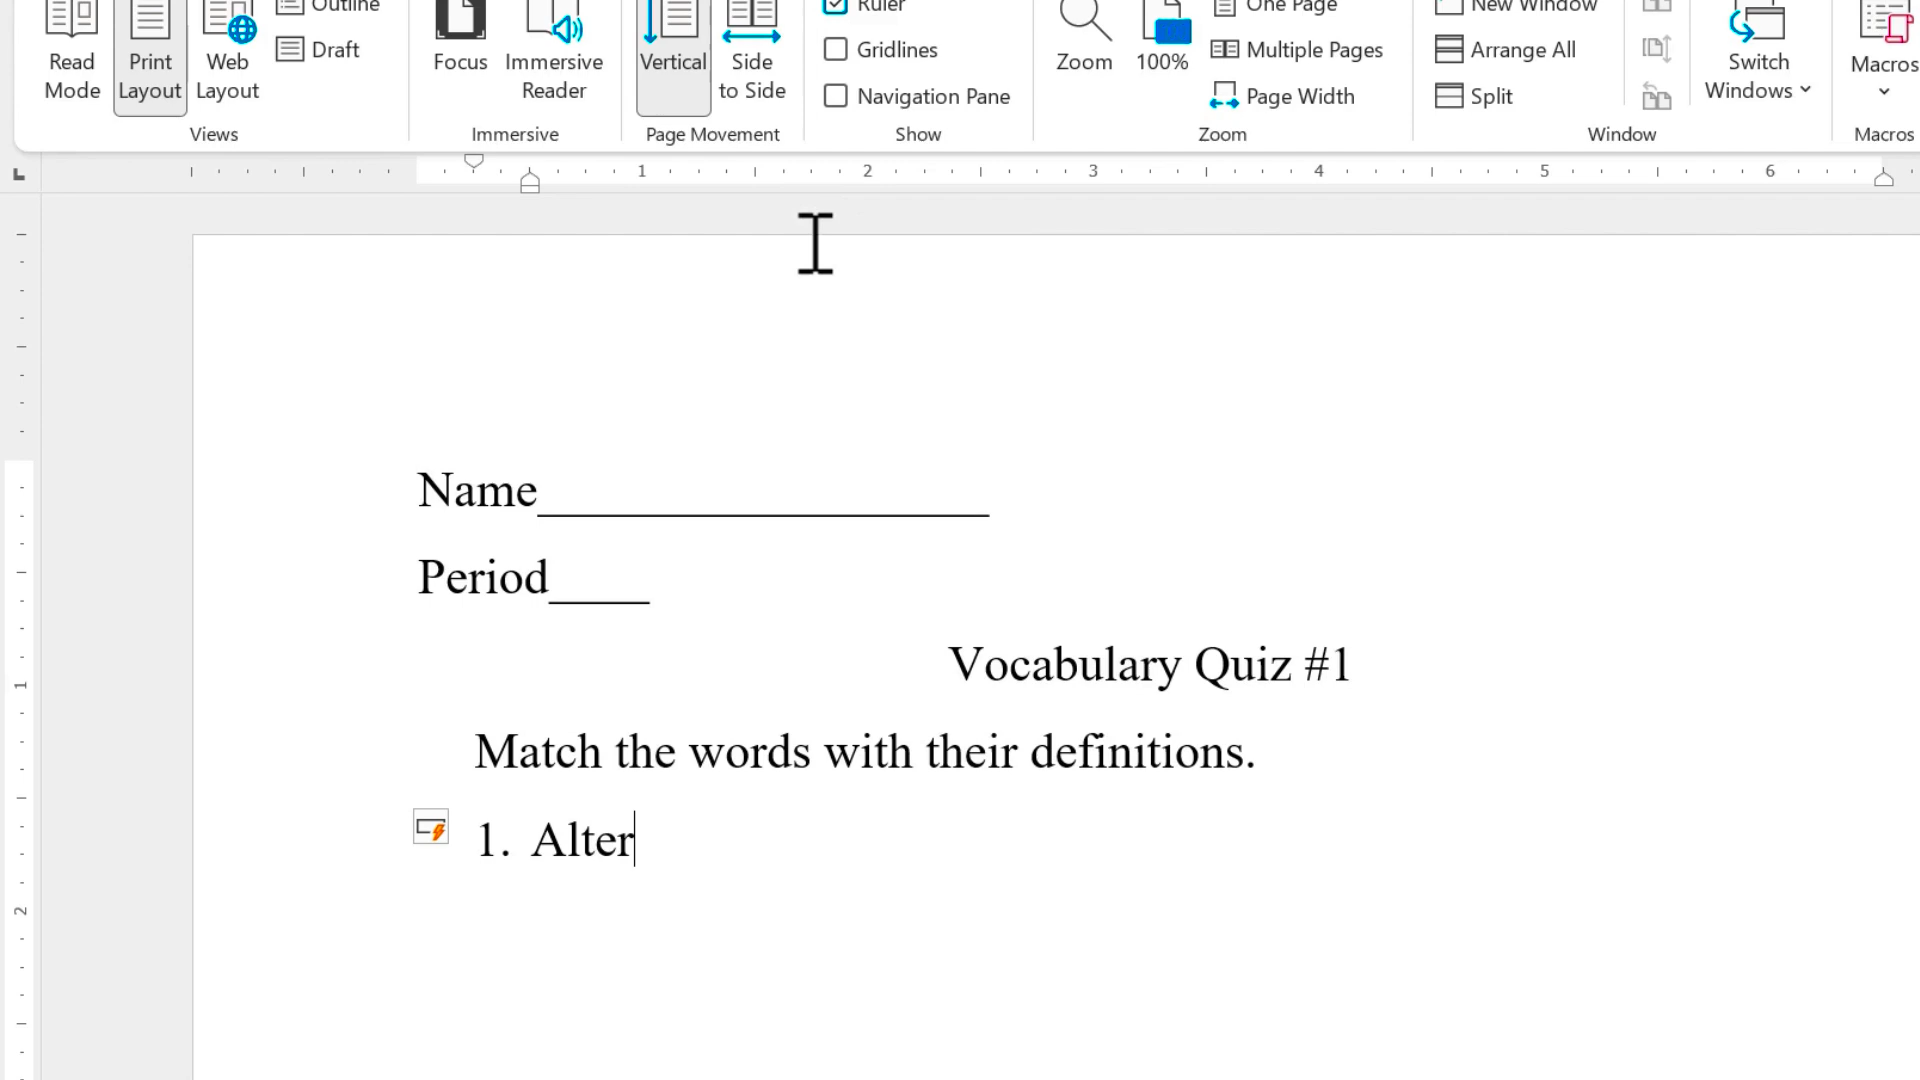 Outline
Ruler
One Page
New Window
Read Mode
Print Layout
Web Layout
Draft
Focus
Immersive Reader
Vertical
Side to Side
Gridlines
Navigation Pane
Zoom
100%
Multiple Pages
Page Width
Arrange All
Split
Switch Windows
Macros
Views
Immersive
Page Movement
Show
Zoom
Window
Macros
1 2 3 4 5 6
Name__________________
Period____
Vocabulary Quiz #1
Match the words with their definitions.
1. Alter
1
2